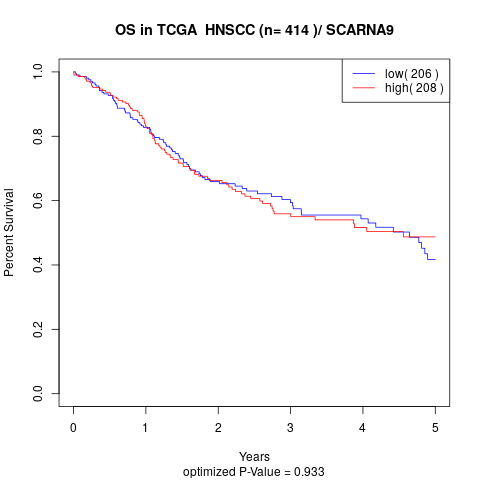 OS in TCGA  HNSCC (n= 414 )/ SCARNA9
low( 206 )
high( 208 )
Percent Survival
1.0
0.8
0.6
0.4
0.2
0.0
0 1 2 3 4 5
Years
optimized P-Value = 0.933